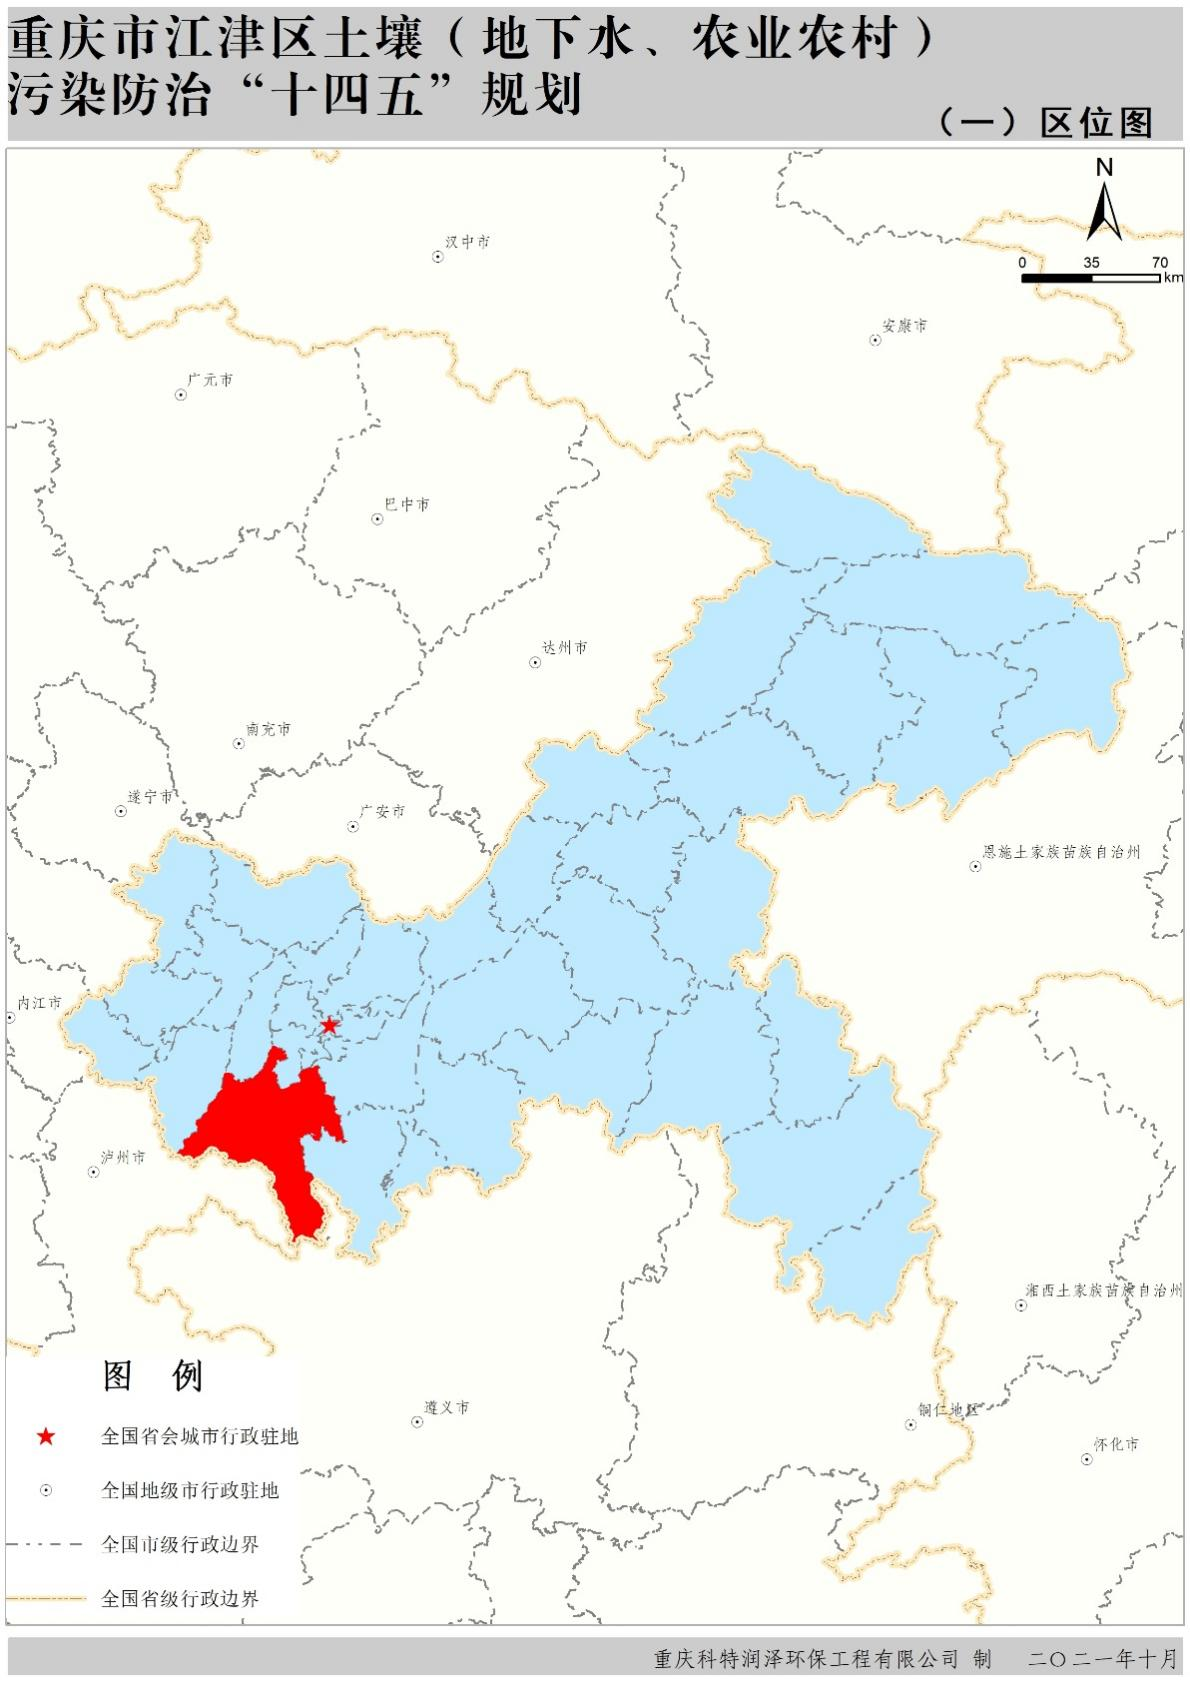 重庆市江津区土壤（地下水、农业农村）
污染防治“十四五”规划
（一）区位图
N
0 35 70
km
汉中市
安康市
广元市
巴中市
达州市
南充市
遂宁市
广安市
恩施土家族苗族自治州
内江市
泸州市
湘西土家族苗族自治州
遵义市
铜仁地区
怀化市
图 例
全国省会城市行政驻地
全国地级市行政驻地
全国市级行政边界
全国省级行政边界
重庆科特润泽环保工程有限公司 制 二〇二一年十月